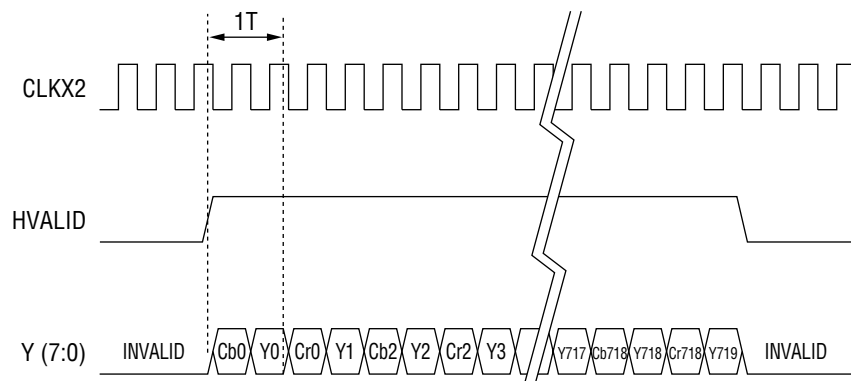 1T
CLKX2
HVALID
Y (7:0) INVALID Cb0 Y0 Cr0 Y1 Cb2 Y2 Cr2 Y3 Y717 Cb718 Y718 Cr718 Y719 INVALID